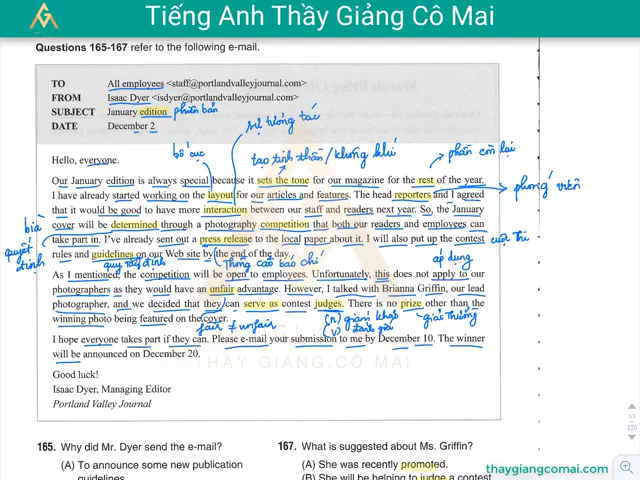 AG
Tiếng Anh Thầy Giảng Cô Mai
Questions 165-167 refer to the following e-mail.
TO All employees <staff@portlandvalleyjournal.com>
FROM Isaac Dyer <isdyer@portlandvalleyjournal.com>
SUBJECT January edition phiên bản
DATE December 2
sự tương tác
Hello, everyone.
bố cục
tạo tinh thần / không khí
phần còn lại
Our January edition is always special because it sets the tone for our magazine for the rest of the year.
I have already started working on the layout for our articles and features. The head reporters and I agreed
phóng viên
that it would be good to have more interaction between our staff and readers next year. So, the January
bìa
cover will be determined through a photography competition that both our readers and employees can
quyết định
take part in. I've already sent out a press release to the local paper about it. I will also put up the contest
cuộc thi
rules and guidelines on our Web site by the end of the day.
quy định
Thông cáo báo chí
áp dụng
As I mentioned, the competition will be open to employees. Unfortunately, this does not apply to our
photographers as they would have an unfair advantage. However, I talked with Brianna Griffin, our lead
photographer, and we decided that they can serve as contest judges. There is no prize other than the
winning photo being featured on the cover.
fair ≠ unfair
(n) giám khảo
(v) đánh giá
giải thưởng
I hope everyone takes part if they can. Please e-mail your submission to me by December 10. The winner
will be announced on December 20.
THẦY GIẢNG CÔ MAI
Good luck!
Isaac Dyer, Managing Editor
Portland Valley Journal
165. Why did Mr. Dyer send the e-mail?
(A) To announce some new publication
guidelines
167. What is suggested about Ms. Griffin?
(A) She was recently promoted.
(B) She will be helping to judge a contest
53
220
thaygiangcomai.com